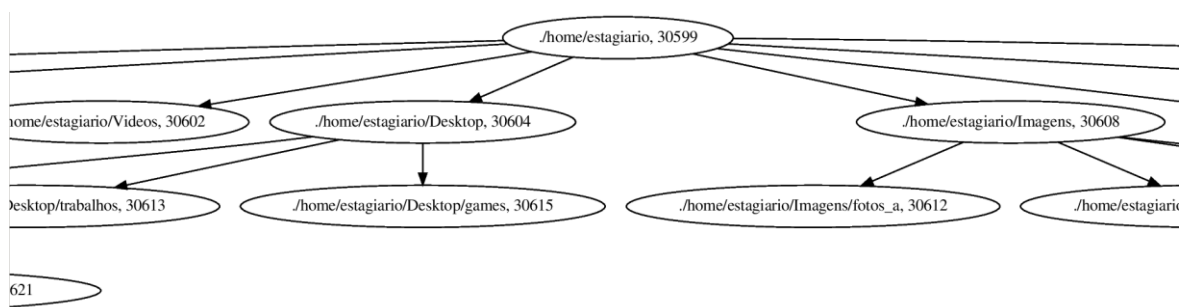 ./home/estagiario, 30599
home/estagiario/Videos, 30602
./home/estagiario/Desktop, 30604
./home/estagiario/Imagens, 30608
Desktop/trabalhos, 30613
./home/estagiario/Desktop/games, 30615
./home/estagiario/Imagens/fotos_a, 30612
./home/estagiario
621